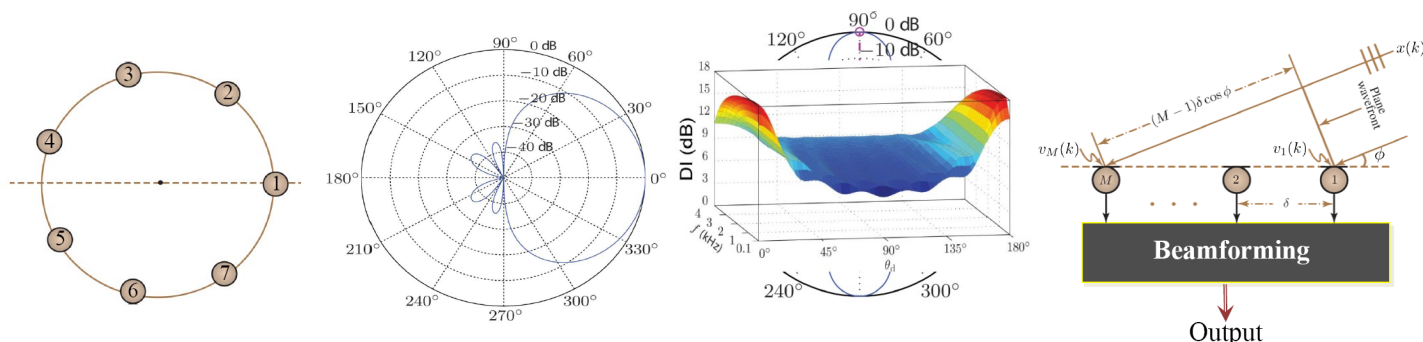 3
2
4
1
5
6
7
90°
0 dB
120°
60°
−10 dB
−20 dB
30°
−30 dB
−40 dB
180°
0°
210°
330°
240°
300°
270°
90°
0 dB
120°
60°
−10 dB
18
15
12
9
6
3
0
DI (dB)
4
3
2
1
0.1
f (kHz)
0°
45°
90°
135°
180°
θd
240°
300°
x(k)
Plane
wavefront
(M − 1)δ cos φ
vM(k)
v1(k)
φ
M
2
1
· · ·
δ
Beamforming
Output